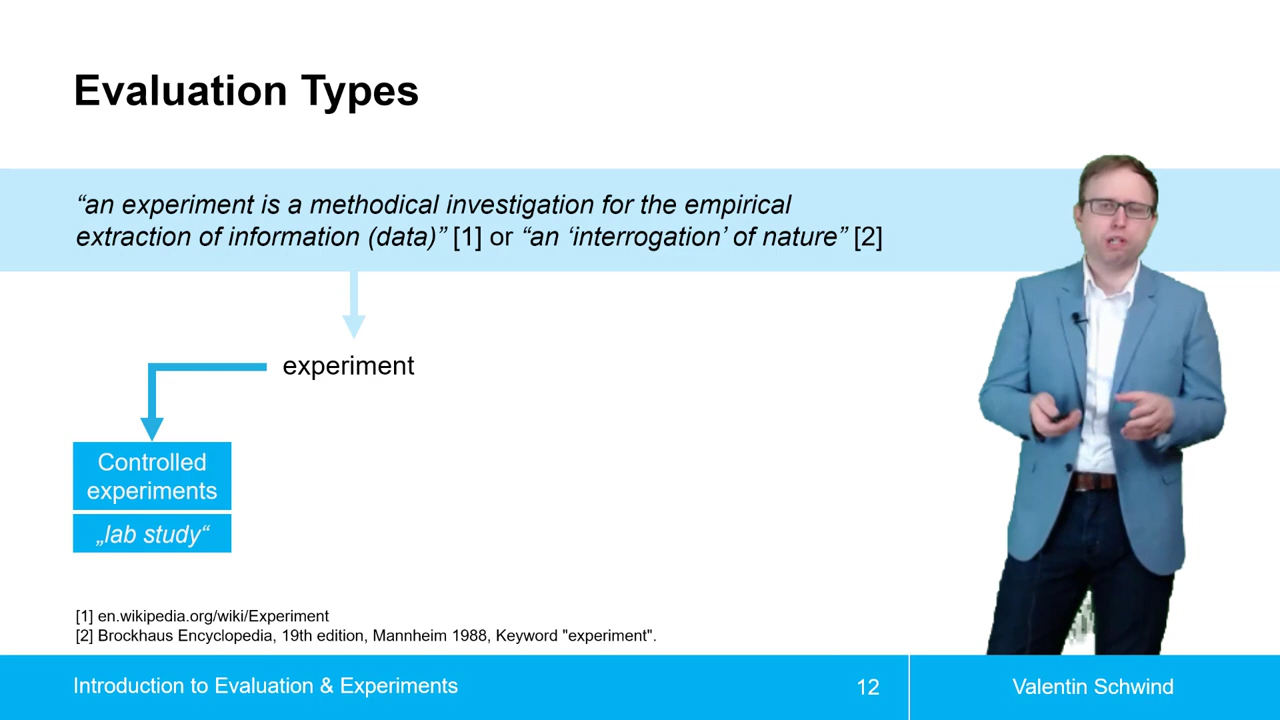 Evaluation Types
“an experiment is a methodical investigation for the empirical
extraction of information (data)” [1] or “an ‘interrogation’ of nature” [2]
experiment
Controlled
experiments
„lab study“
[1] en.wikipedia.org/wiki/Experiment
[2] Brockhaus Encyclopedia, 19th edition, Mannheim 1988, Keyword "experiment".
Introduction to Evaluation & Experiments
12
Valentin Schwind